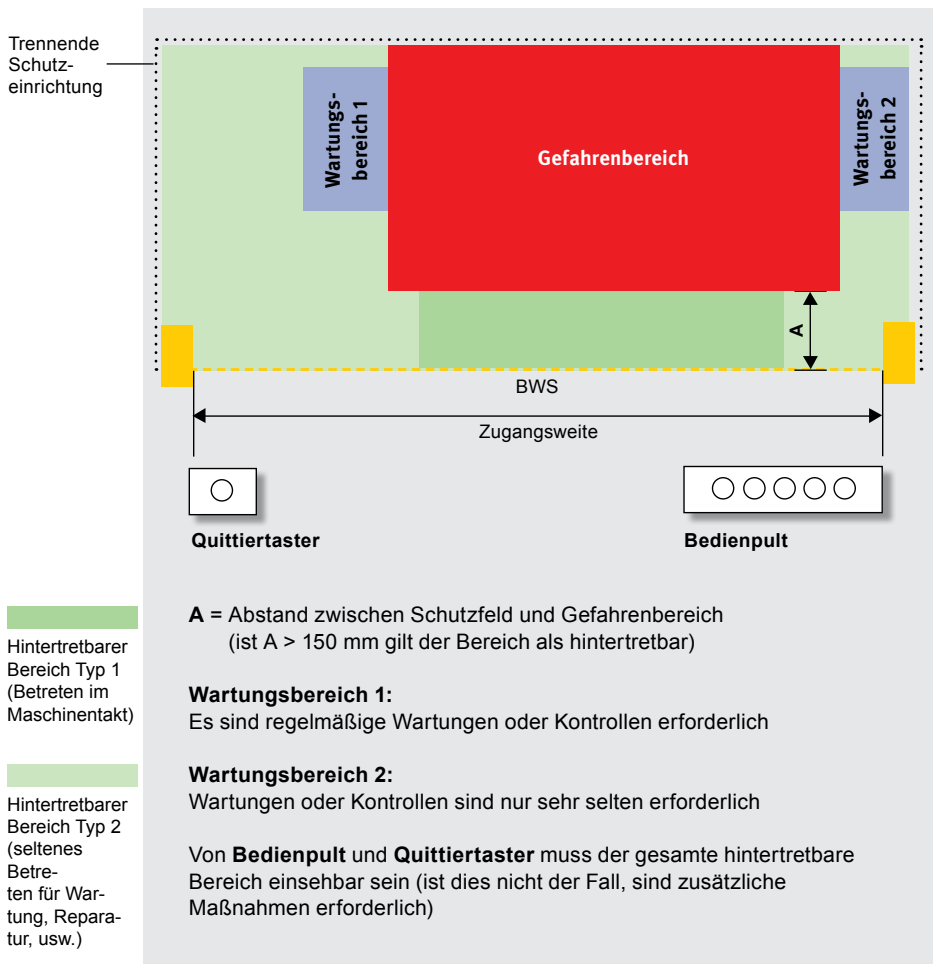 Trennende
Schutz-
einrichtung
Wartungs-
bereich 1
Gefahrenbereich
Wartungs-
bereich 2
A
BWS
Zugangsweite
Quittiertaster
Bedienpult
A = Abstand zwischen Schutzfeld und Gefahrenbereich
(ist A > 150 mm gilt der Bereich als hintertretbar)
Wartungsbereich 1:
Es sind regelmäßige Wartungen oder Kontrollen erforderlich
Wartungsbereich 2:
Wartungen oder Kontrollen sind nur sehr selten erforderlich
Von Bedienpult und Quittiertaster muss der gesamte hintertretbare
Bereich einsehbar sein (ist dies nicht der Fall, sind zusätzliche
Maßnahmen erforderlich)
Hintertretbarer
Bereich Typ 1
(Betreten im
Maschinentakt)
Hintertretbarer
Bereich Typ 2
(seltenes
Betre-
ten für War-
tung, Repara-
tur, usw.)